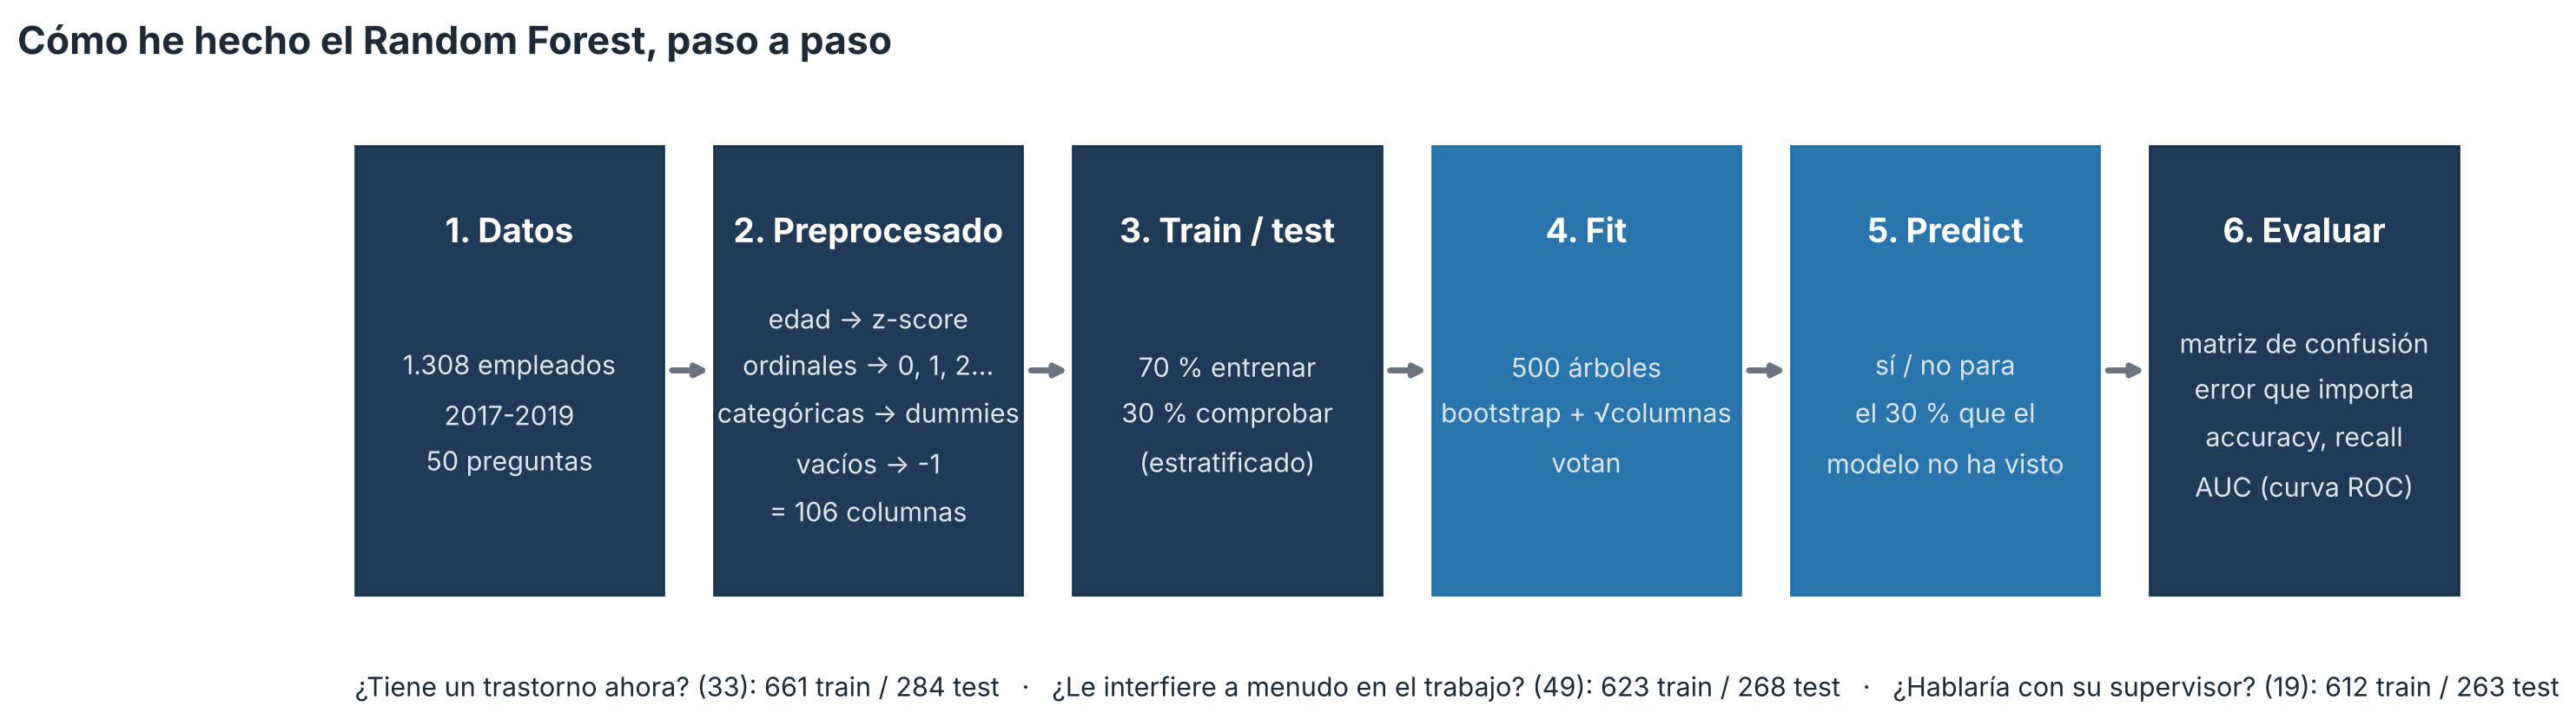 Cómo he hecho el Random Forest, paso a paso
1. Datos
1.308 empleados
2017-2019
50 preguntas
2. Preprocesado
edad → z-score
ordinales → 0, 1, 2...
categóricas → dummies
vacíos → -1
= 106 columnas
3. Train / test
70 % entrenar
30 % comprobar
(estratificado)
4. Fit
500 árboles
bootstrap + √columnas
votan
5. Predict
sí / no para
el 30 % que el
modelo no ha visto
6. Evaluar
matriz de confusión
error que importa
accuracy, recall
AUC (curva ROC)
¿Tiene un trastorno ahora? (33): 661 train / 284 test · ¿Le interfiere a menudo en el trabajo? (49): 623 train / 268 test · ¿Hablaría con su supervisor? (19): 612 train / 263 test